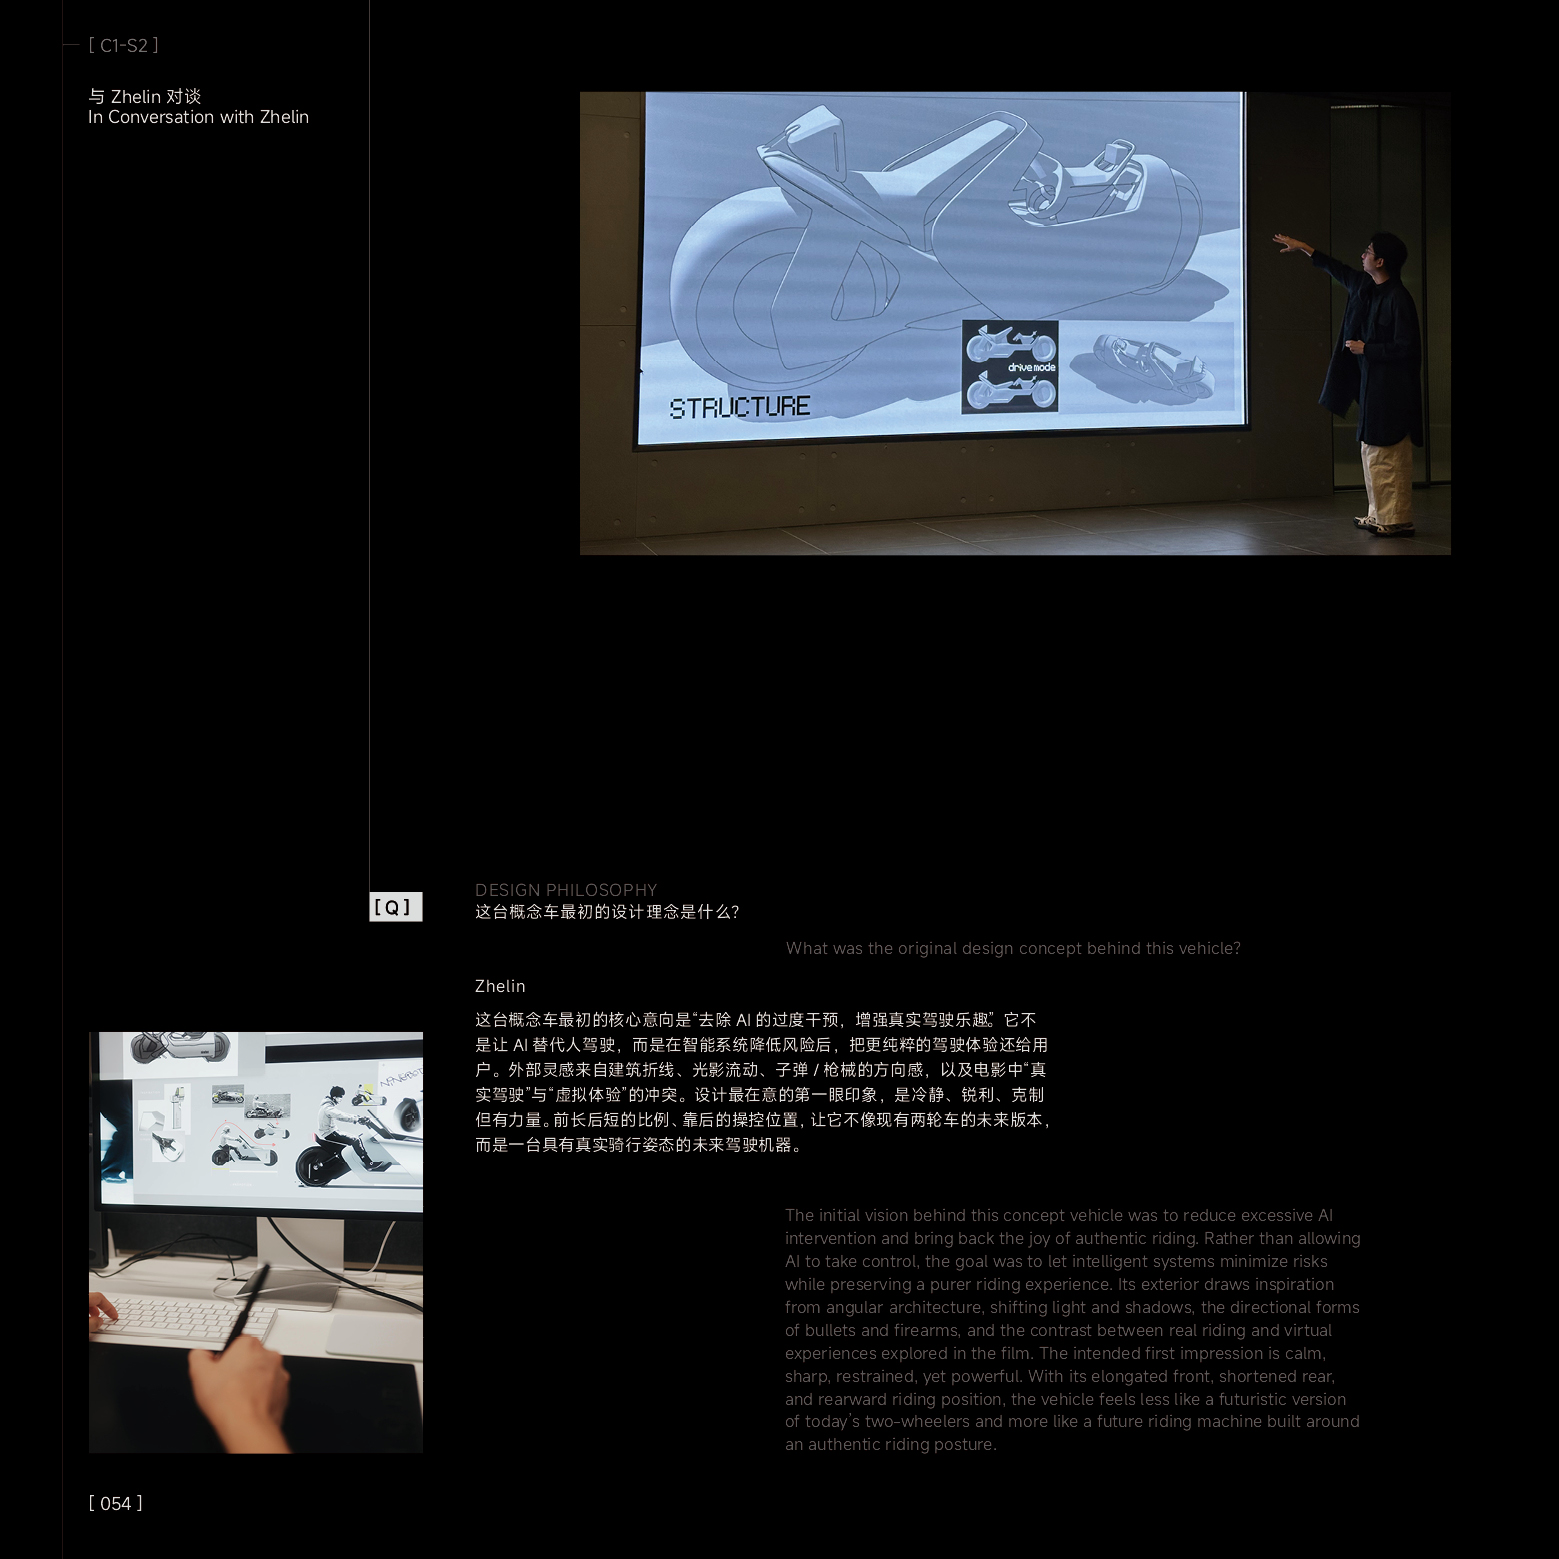 [ C1-S2 ]
与 Zhelin 对谈
In Conversation with Zhelin
STRUCTURE
drive mode
[Q]
DESIGN PHILOSOPHY
这台概念车最初的设计理念是什么？
What was the original design concept behind this vehicle?
Zhelin
这台概念车最初的核心意向是“去除 AI 的过度干预，增强真实驾驶乐趣”。它不
是让 AI 替代人驾驶，而是在智能系统降低风险后，把更纯粹的驾驶体验还给用
户。外部灵感来自建筑折线、光影流动、子弹 / 枪械的方向感，以及电影中“真
实驾驶”与“虚拟体验”的冲突。设计最在意的第一眼印象，是冷静、锐利、克制
但有力量。前长后短的比例、靠后的操控位置，让它不像现有两轮车的未来版本，
而是一台具有真实骑行姿态的未来驾驶机器。
The initial vision behind this concept vehicle was to reduce excessive AI
intervention and bring back the joy of authentic riding. Rather than allowing
AI to take control, the goal was to let intelligent systems minimize risks
while preserving a purer riding experience. Its exterior draws inspiration
from angular architecture, shifting light and shadows, the directional forms
of bullets and firearms, and the contrast between real riding and virtual
experiences explored in the film. The intended first impression is calm,
sharp, restrained, yet powerful. With its elongated front, shortened rear,
and rearward riding position, the vehicle feels less like a futuristic version
of today’s two-wheelers and more like a future riding machine built around
an authentic riding posture.
[ 054 ]